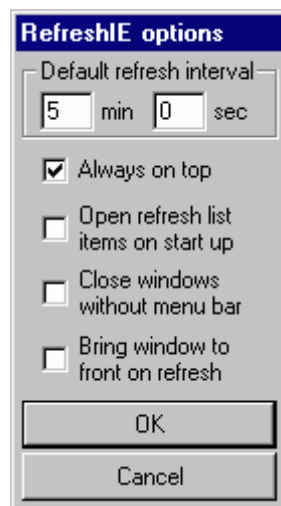 RefreshIE options
Default refresh interval
5 min 0 sec
Always on top
Open refresh list
items on start up
Close windows
without menu bar
Bring window to
front on refresh
OK
Cancel